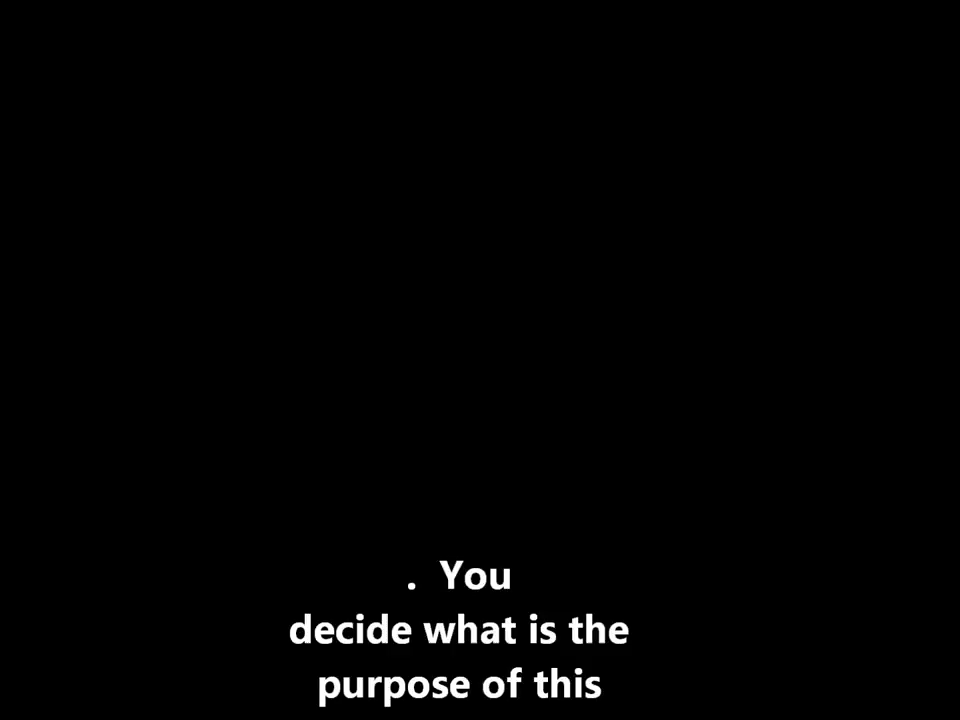 .  You
decide what is the
purpose of this